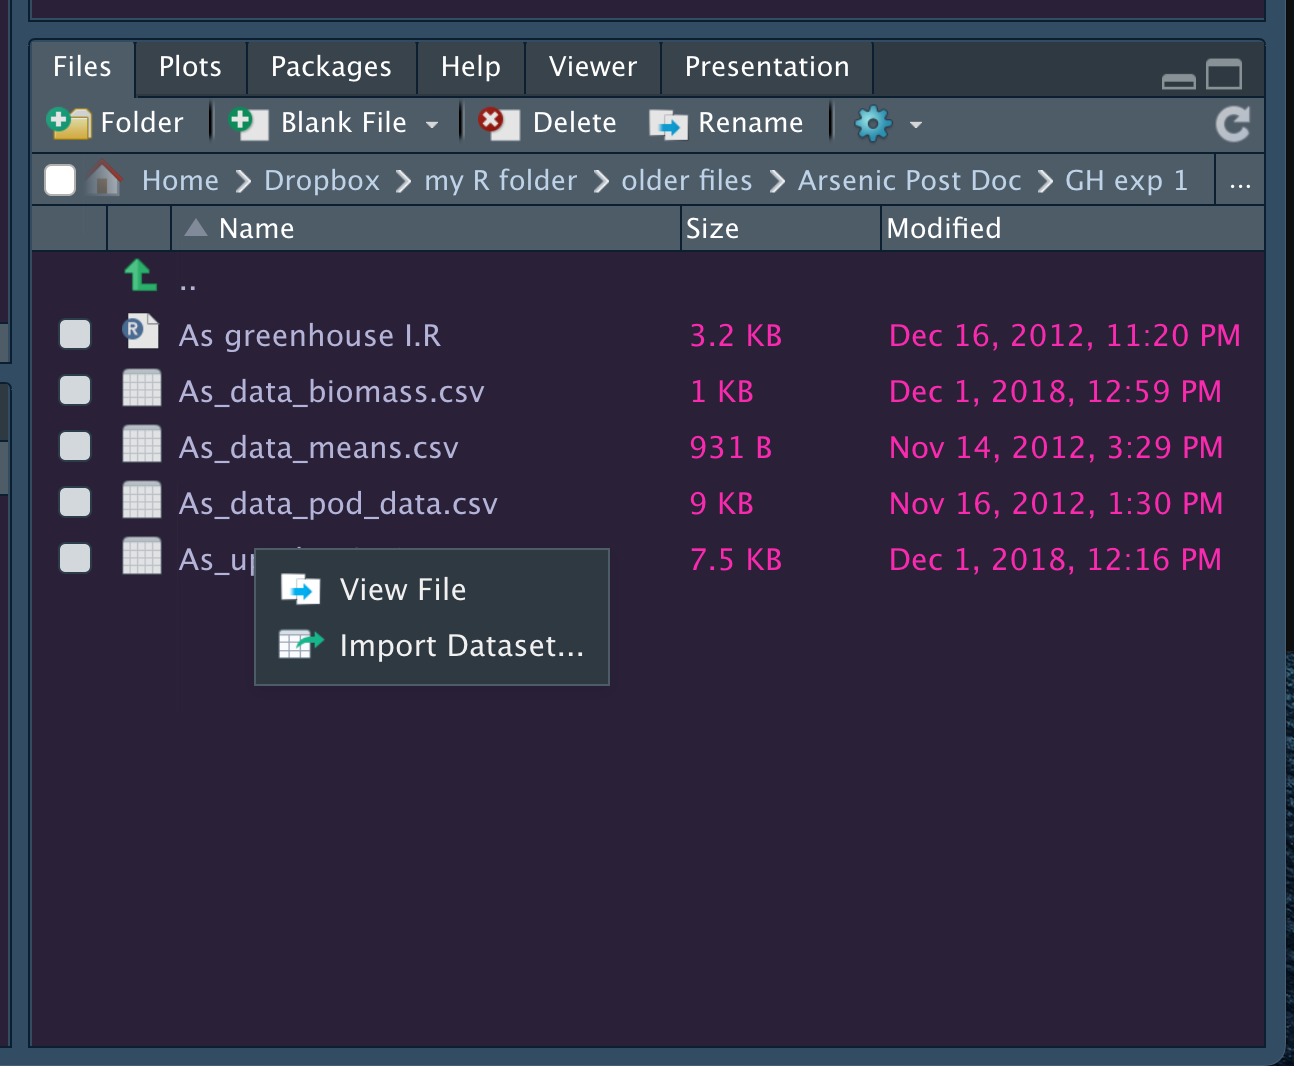 Files Plots Packages Help Viewer Presentation
Folder Blank File Delete Rename
Home Dropbox my R folder older files Arsenic Post Doc GH exp 1 ...
Name Size Modified
..
As greenhouse I.R 3.2 KB Dec 16, 2012, 11:20 PM
As_data_biomass.csv 1 KB Dec 1, 2018, 12:59 PM
As_data_means.csv 931 B Nov 14, 2012, 3:29 PM
As_data_pod_data.csv 9 KB Nov 16, 2012, 1:30 PM
7.5 KB Dec 1, 2018, 12:16 PM
View File
Import Dataset...